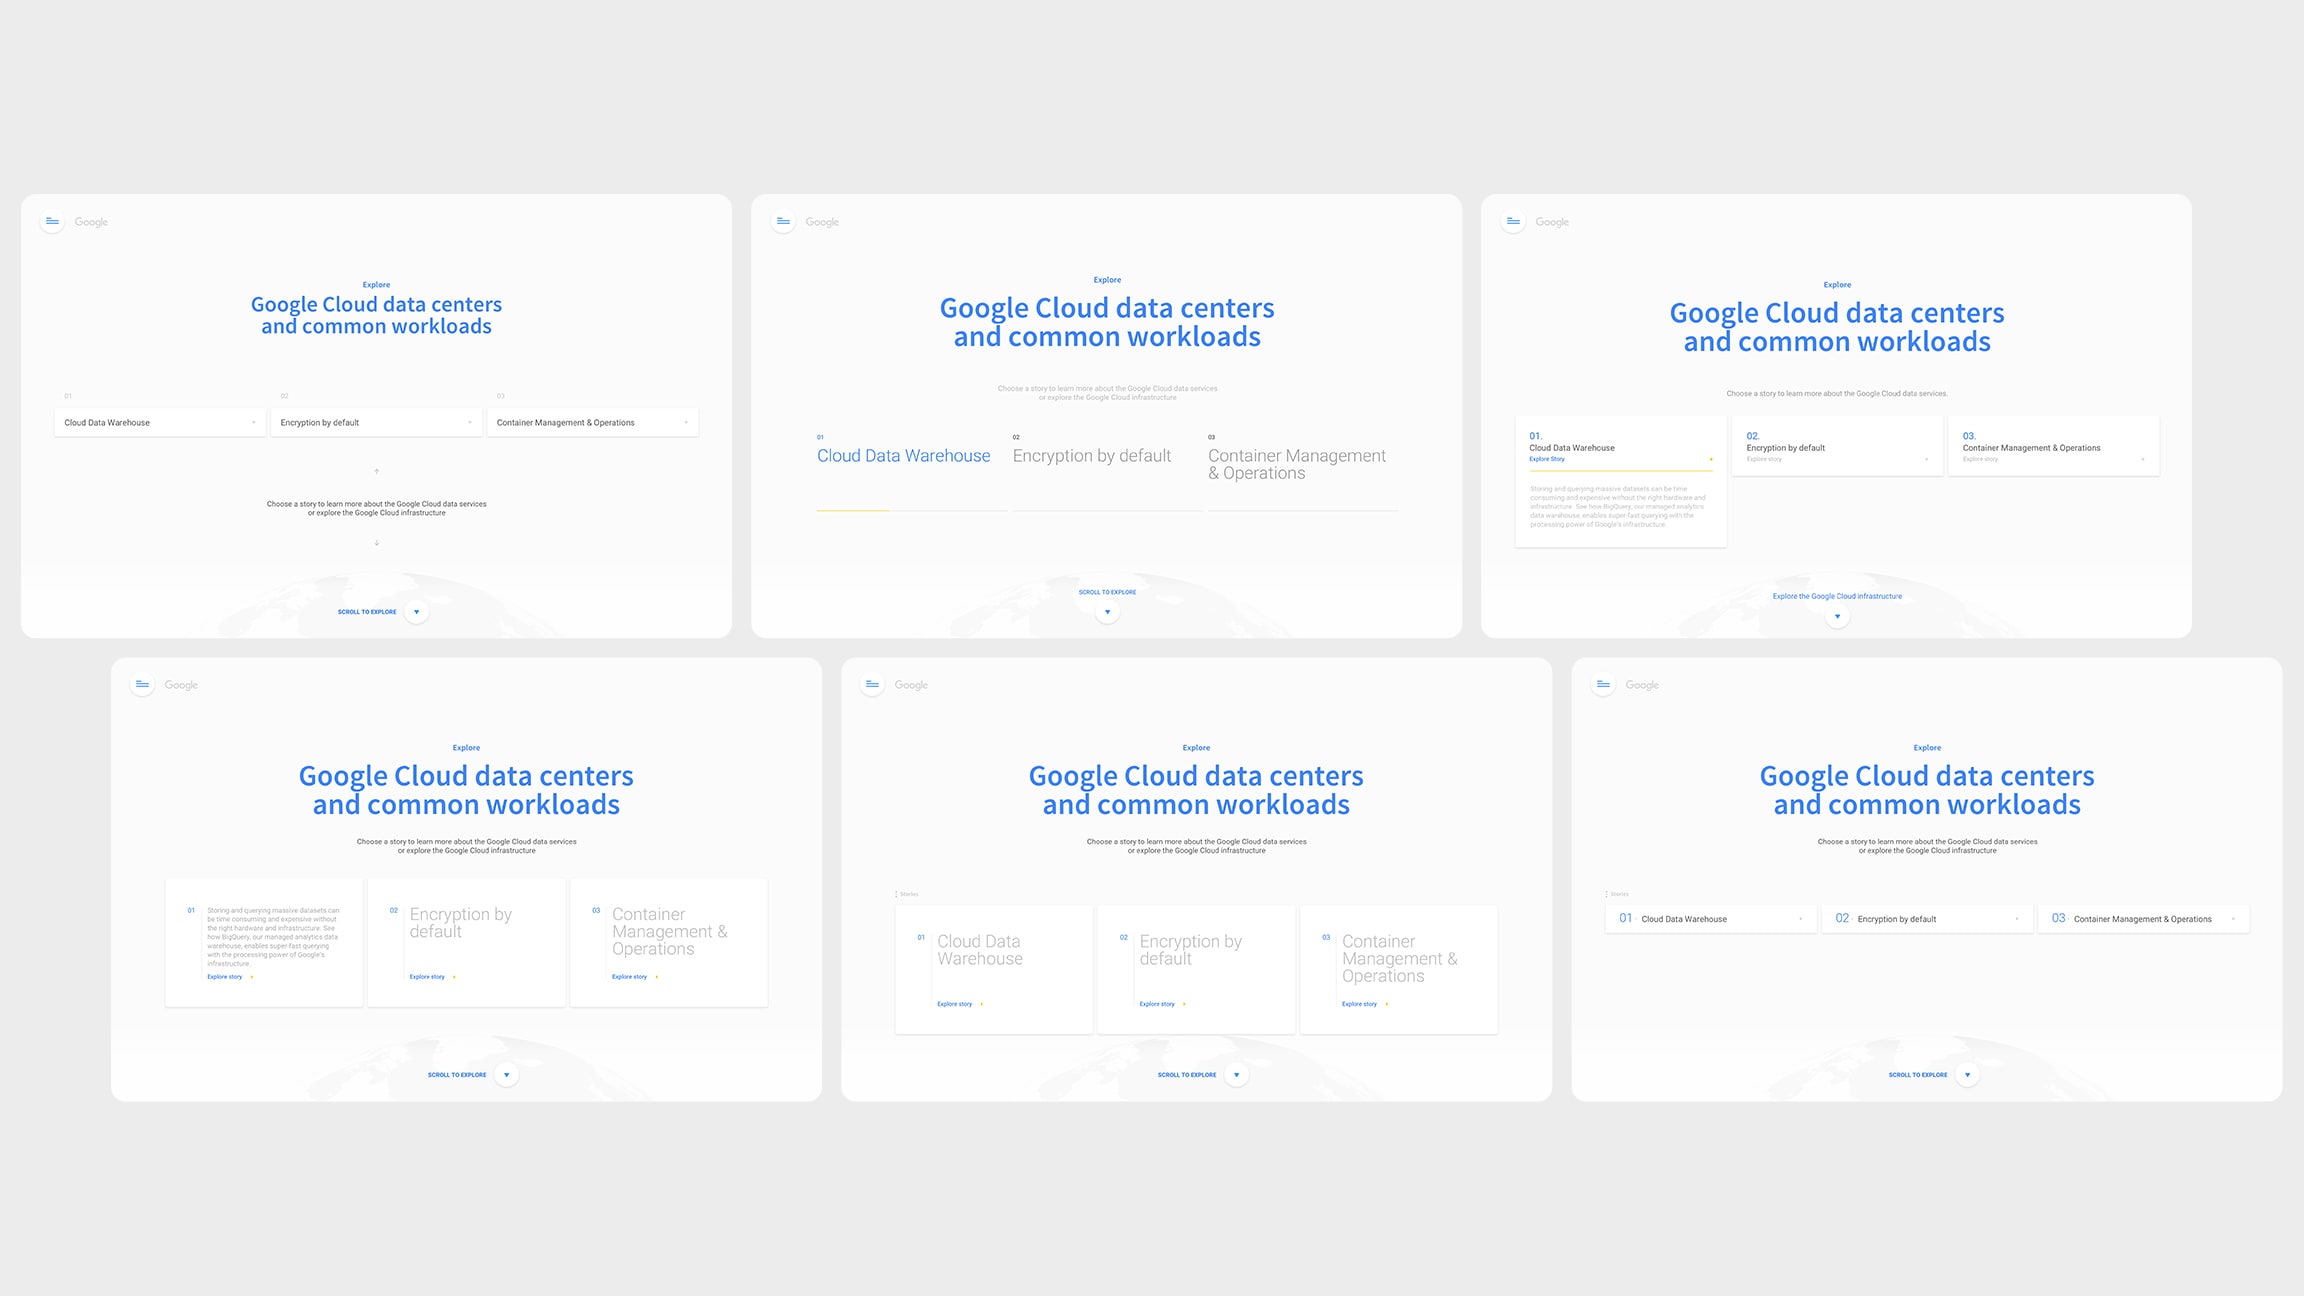 Google
Explore
Google Cloud data centers
and common workloads
01
02
03
Cloud Data Warehouse
Encryption by default
Container Management & Operations
Choose a story to learn more about the Google Cloud data services
or explore the Google Cloud infrastructure
SCROLL TO EXPLORE
Google
Explore
Google Cloud data centers
and common workloads
Choose a story to learn more about the Google Cloud data services
or explore the Google Cloud infrastructure
01
Cloud Data Warehouse
02
Encryption by default
03
Container Management
& Operations
SCROLL TO EXPLORE
Google
Explore
Google Cloud data centers
and common workloads
Choose a story to learn more about the Google Cloud data services.
01.
Cloud Data Warehouse
Explore Story
Storing and querying massive datasets can be time
consuming and expensive without the right hardware and
infrastructure. See how BigQuery, our managed analytics
data warehouse, enables super-fast querying with the
processing power of Google's infrastructure.
02.
Encryption by default
Explore story
03.
Container Management & Operations
Explore story
Explore the Google Cloud infrastructure
Google
Explore
Google Cloud data centers
and common workloads
Choose a story to learn more about the Google Cloud data services
or explore the Google Cloud infrastructure
01
Storing and querying massive datasets can
be time consuming and expensive without
the right hardware and infrastructure. See
how BigQuery, our managed analytics data
warehouse, enables super-fast querying
with the processing power of Google's
infrastructure.
Explore story
02
Encryption by
default
Explore story
03
Container
Management &
Operations
Explore story
SCROLL TO EXPLORE
Google
Explore
Google Cloud data centers
and common workloads
Choose a story to learn more about the Google Cloud data services
or explore the Google Cloud infrastructure
Stories
01
Cloud Data
Warehouse
Explore story
02
Encryption by
default
Explore story
03
Container
Management &
Operations
Explore story
SCROLL TO EXPLORE
Google
Explore
Google Cloud data centers
and common workloads
Choose a story to learn more about the Google Cloud data services
or explore the Google Cloud infrastructure
Stories
01 · Cloud Data Warehouse
02 · Encryption by default
03 · Container Management & Operations
SCROLL TO EXPLORE